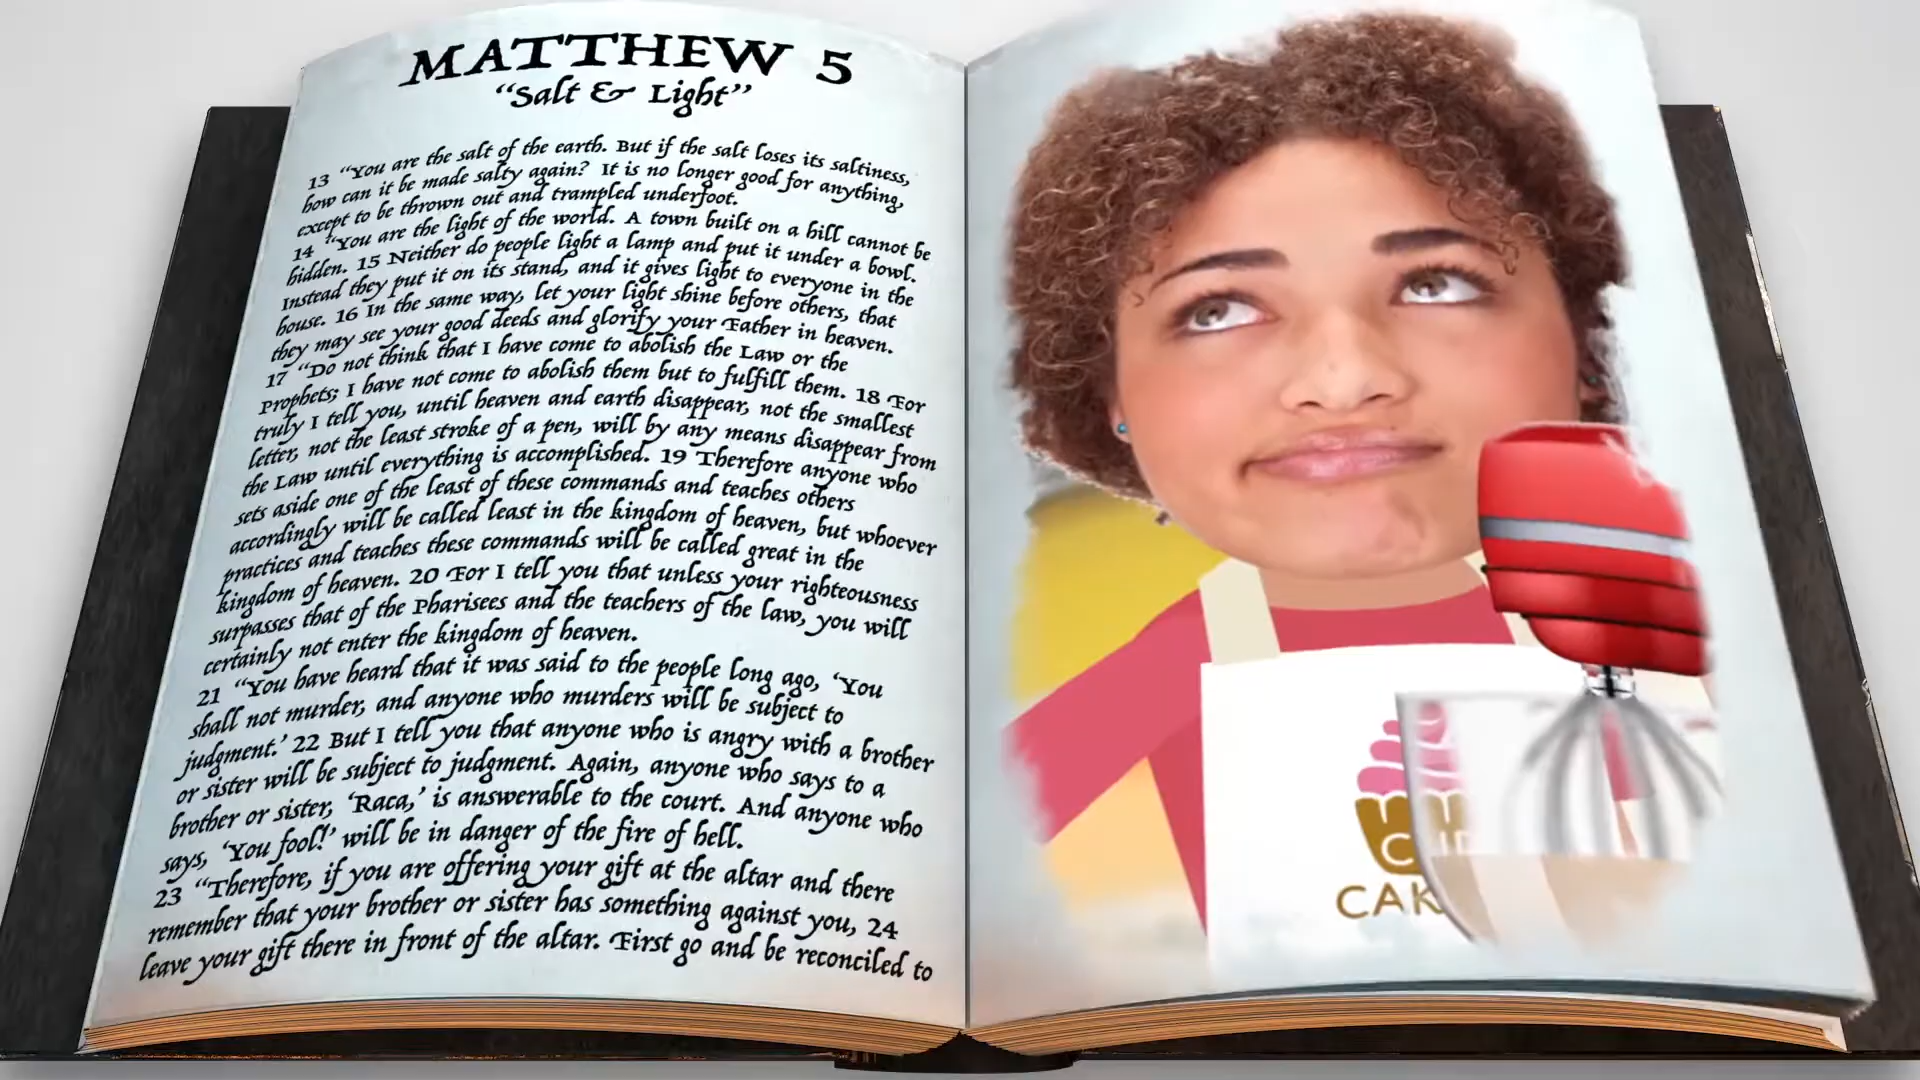 MATTHEW 5
“Salt & Light”
13 “You are the salt of the earth. But if the salt loses its saltiness,
how can it be made salty again? It is no longer good for anything,
except to be thrown out and trampled underfoot.
14 “You are the light of the world. A town built on a hill cannot be
hidden. 15 Neither do people light a lamp and put it under a bowl.
Instead they put it on its stand, and it gives light to everyone in the
house. 16 In the same way, let your light shine before others, that
they may see your good deeds and glorify your Father in heaven.
17 “Do not think that I have come to abolish the Law or the
Prophets; I have not come to abolish them but to fulfill them. 18 For
truly I tell you, until heaven and earth disappear, not the smallest
letter, not the least stroke of a pen, will by any means disappear from
the Law until everything is accomplished. 19 Therefore anyone who
sets aside one of the least of these commands and teaches others
accordingly will be called least in the kingdom of heaven, but whoever
practices and teaches these commands will be called great in the
kingdom of heaven. 20 For I tell you that unless your righteousness
surpasses that of the Pharisees and the teachers of the law, you will
certainly not enter the kingdom of heaven.
21 “You have heard that it was said to the people long ago, ‘You
shall not murder, and anyone who murders will be subject to
judgment.’ 22 But I tell you that anyone who is angry with a brother
or sister will be subject to judgment. Again, anyone who says to a
brother or sister, ‘Raca,’ is answerable to the court. And anyone who
says, ‘You fool!’ will be in danger of the fire of hell.
23 “Therefore, if you are offering your gift at the altar and there
remember that your brother or sister has something against you, 24
leave your gift there in front of the altar. First go and be reconciled to
CUP
CAK